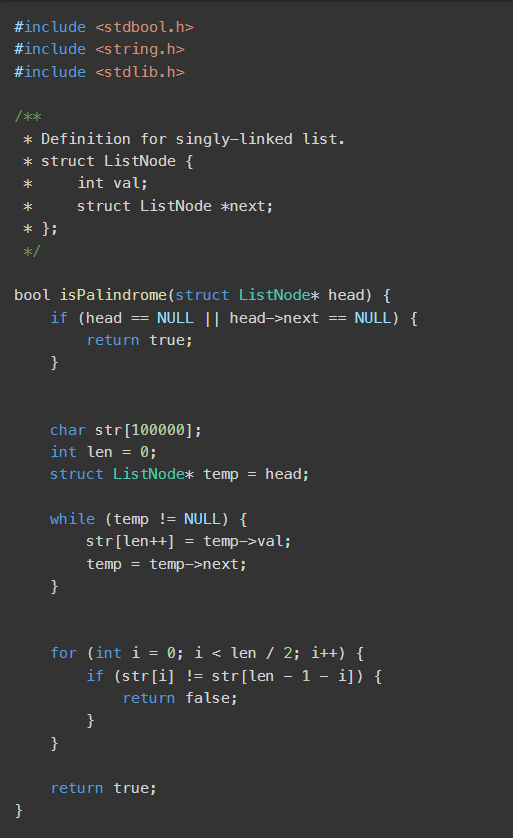 #include <stdbool.h>
#include <string.h>
#include <stdlib.h>

/**
 * Definition for singly-linked list.
 * struct ListNode {
 *     int val;
 *     struct ListNode *next;
 * };
 */

bool isPalindrome(struct ListNode* head) {
    if (head == NULL || head->next == NULL) {
        return true;
    }


    char str[100000];
    int len = 0;
    struct ListNode* temp = head;

    while (temp != NULL) {
        str[len++] = temp->val;
        temp = temp->next;
    }


    for (int i = 0; i < len / 2; i++) {
        if (str[i] != str[len - 1 - i]) {
            return false;
        }
    }

    return true;
}